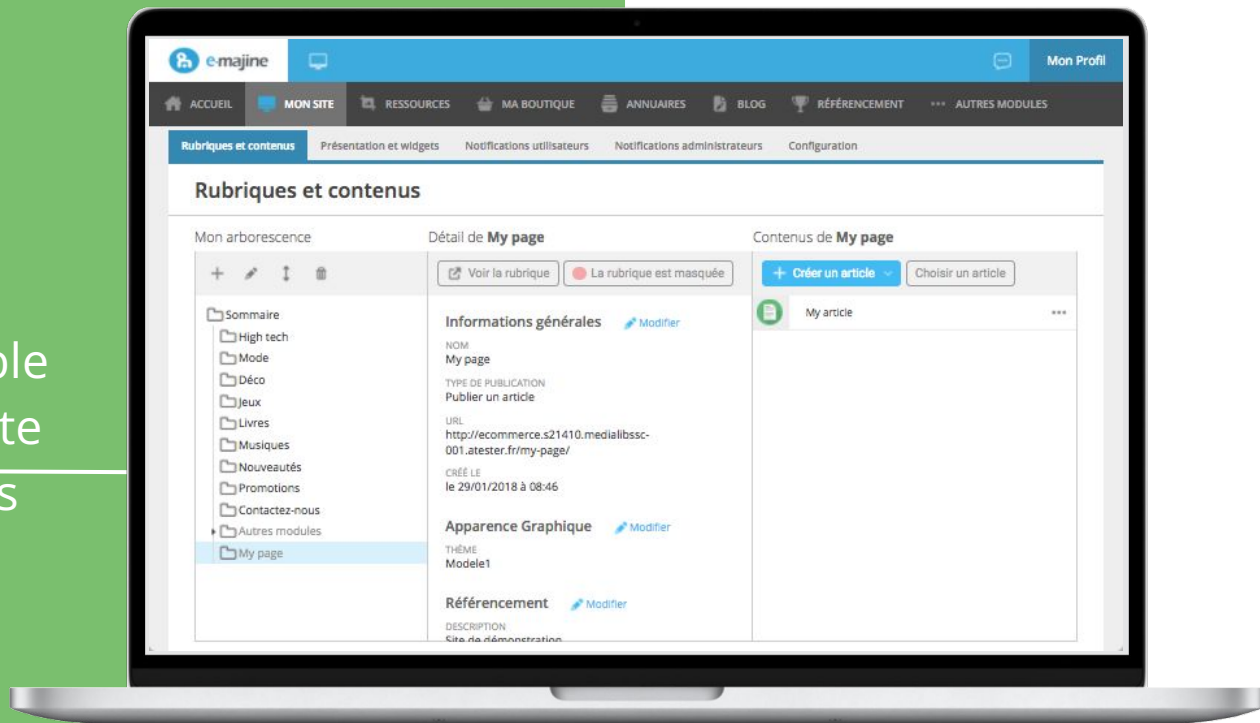 e-majine
Mon Profil
ACCUEIL MON SITE RESSOURCES MA BOUTIQUE ANNUAIRES BLOG RÉFÉRENCEMENT AUTRES MODULES
Rubriques et contenus Présentation et widgets Notifications utilisateurs Notifications administrateurs Configuration
Rubriques et contenus
Mon arborescence
Sommaire
High tech
Mode
Déco
Jeux
Livres
Musiques
Nouveautés
Promotions
Contactez-nous
Autres modules
My page
Détail de My page
Voir la rubrique La rubrique est masquée
Informations générales Modifier
NOM
My page
TYPE DE PUBLICATION
Publier un article
URL
http://ecommerce.s21410.medialibssc-
001.atester.fr/my-page/
CRÉÉ LE
le 29/01/2018 à 08:46
Apparence Graphique Modifier
THÈME
Modele1
Référencement Modifier
DESCRIPTION
Site de démonstration
Contenus de My page
Créer un article Choisir un article
My article